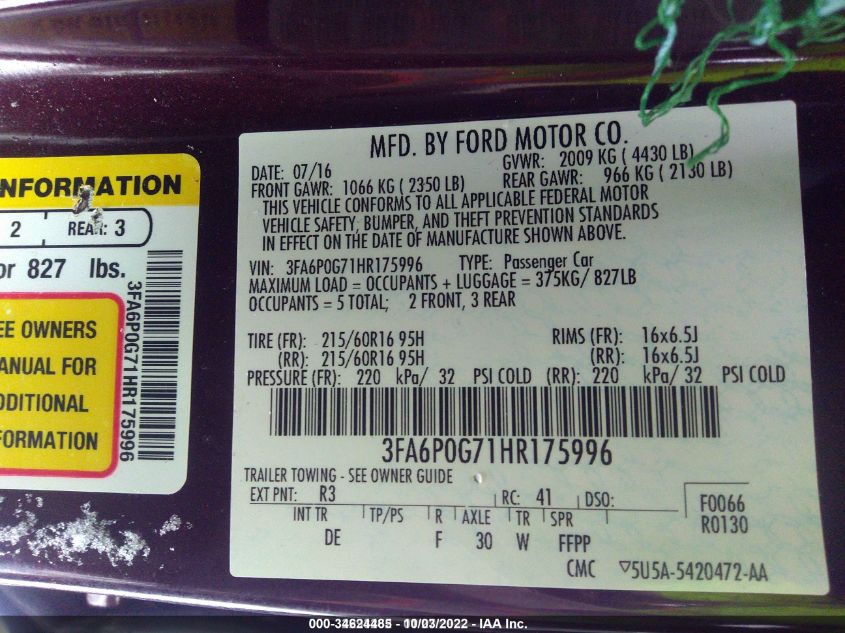 NFORMATION
2 REAR: 3
or 827 lbs.
EE OWNERS
ANUAL FOR
DDITIONAL
FORMATION
3FA6P0G71HR175996
MFD. BY FORD MOTOR CO.
DATE: 07/16 GVWR: 2009 KG ( 4430 LB)
FRONT GAWR: 1066 KG ( 2350 LB) REAR GAWR: 966 KG ( 2130 LB)
THIS VEHICLE CONFORMS TO ALL APPLICABLE FEDERAL MOTOR
VEHICLE SAFETY, BUMPER, AND THEFT PREVENTION STANDARDS
IN EFFECT ON THE DATE OF MANUFACTURE SHOWN ABOVE.
VIN: 3FA6P0G71HR175996 TYPE: Passenger Car
MAXIMUM LOAD = OCCUPANTS + LUGGAGE = 375KG/ 827LB
OCCUPANTS = 5 TOTAL; 2 FRONT, 3 REAR
TIRE (FR): 215/60R16 95H RIMS (FR): 16x6.5J
(RR): 215/60R16 95H (RR): 16x6.5J
PRESSURE (FR): 220 kPa/ 32 PSI COLD (RR): 220 kPa/ 32 PSI COLD
3FA6P0G71HR175996
TRAILER TOWING - SEE OWNER GUIDE
EXT PNT: R3 RC: 41 DSO: F0066
INT TR TP/PS R AXLE TR SPR R0130
DE F 30 W FFPP
CMC ▽5U5A-5420472-AA
000-34624485 - 10/03/2022 - IAA Inc.